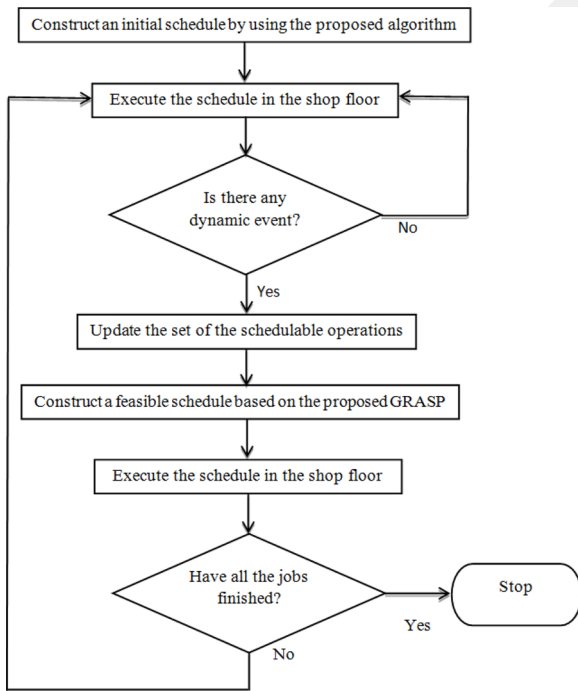 Construct an initial schedule by using the proposed algorithm
Execute the schedule in the shop floor
Is there any
dynamic event?
No
Yes
Update the set of the schedulable operations
Construct a feasible schedule based on the proposed GRASP
Execute the schedule in the shop floor
Have all the jobs
finished?
Stop
Yes
No